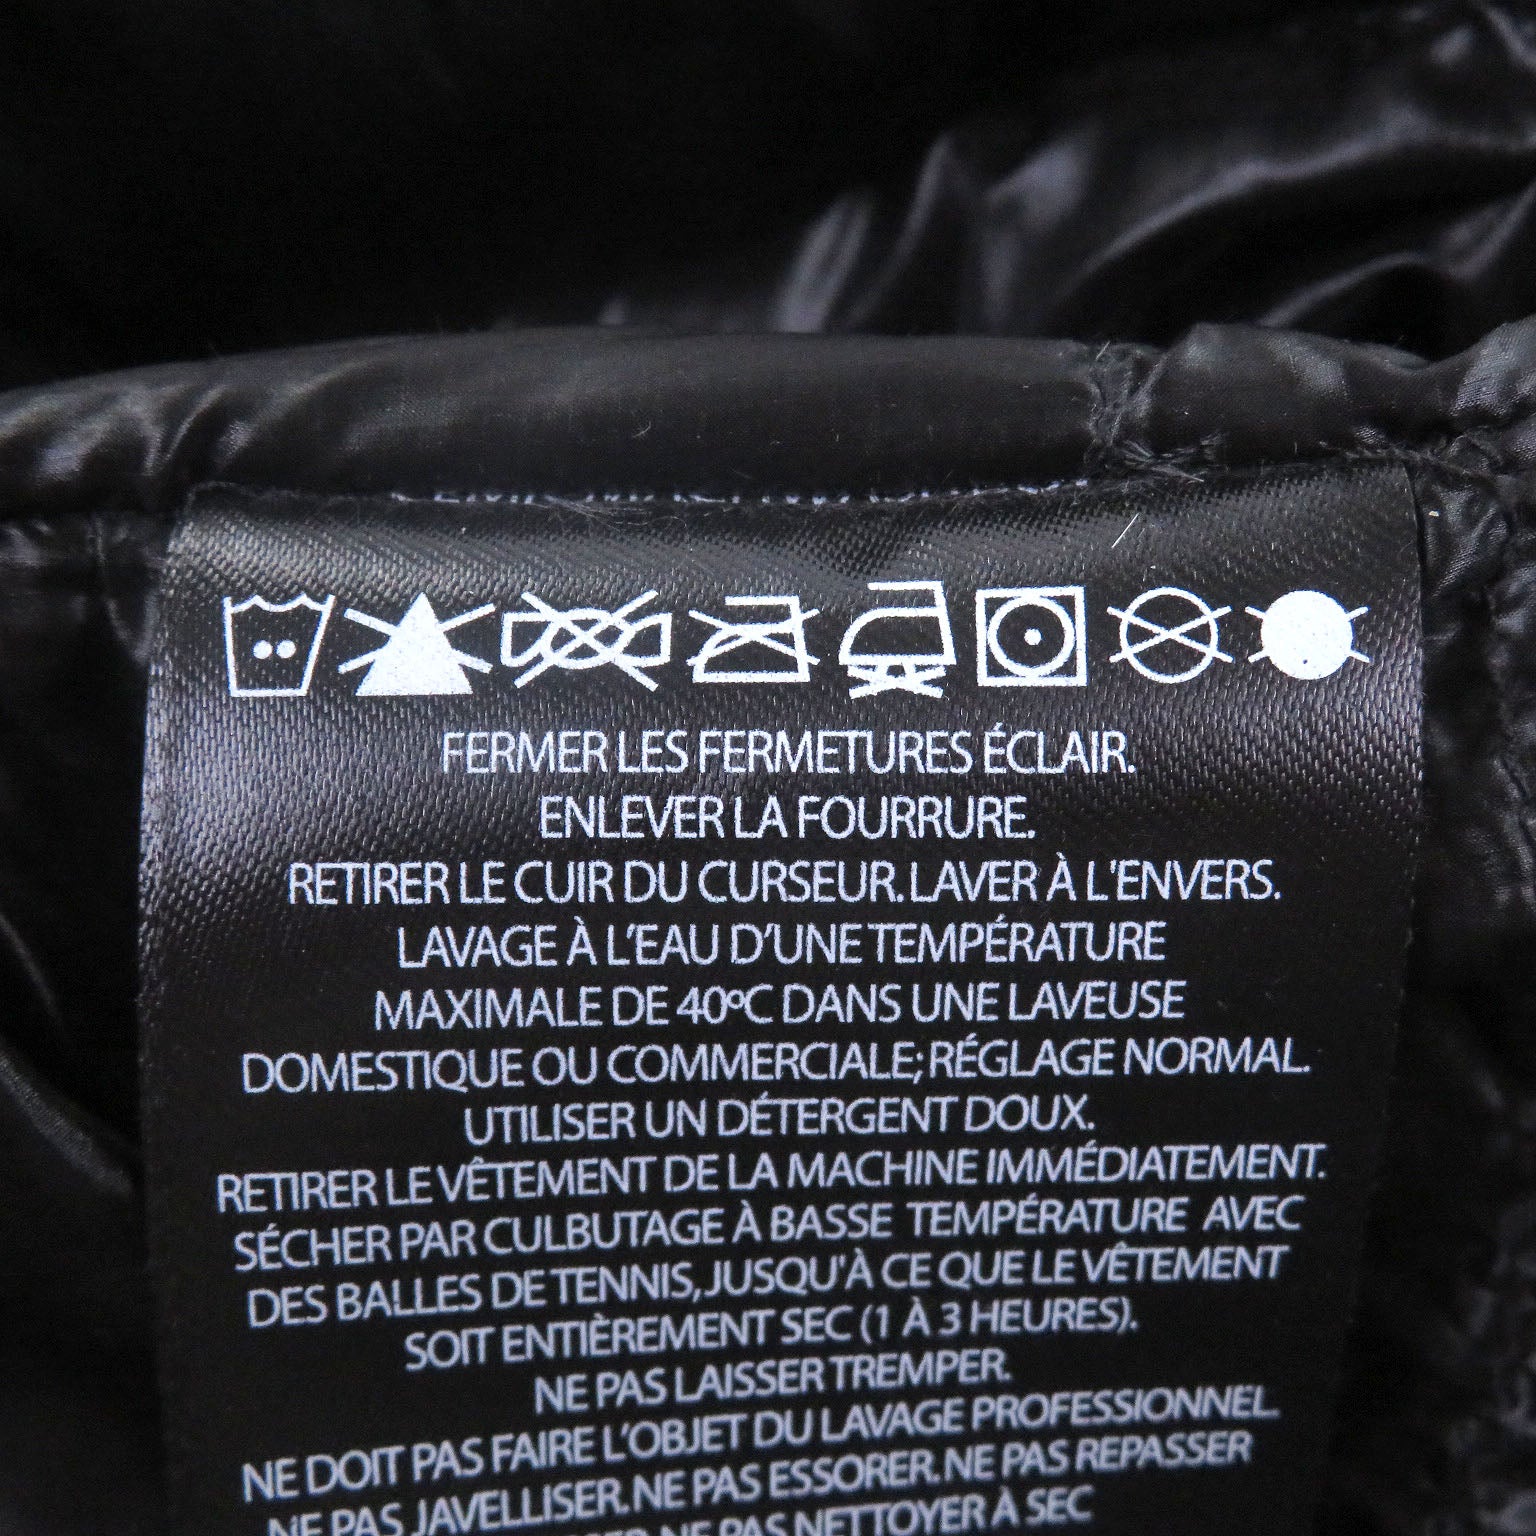 FERMER LES FERMETURES ÉCLAIR.
ENLEVER LA FOURRURE.
RETIRER LE CUIR DU CURSEUR. LAVER À L'ENVERS.
LAVAGE À L'EAU D'UNE TEMPÉRATURE
MAXIMALE DE 40ºC DANS UNE LAVEUSE
DOMESTIQUE OU COMMERCIALE; RÉGLAGE NORMAL.
UTILISER UN DÉTERGENT DOUX.
RETIRER LE VÊTEMENT DE LA MACHINE IMMÉDIATEMENT.
SÉCHER PAR CULBUTAGE À BASSE TEMPÉRATURE AVEC
DES BALLES DE TENNIS, JUSQU'À CE QUE LE VÊTEMENT
SOIT ENTIÈREMENT SEC (1 À 3 HEURES).
NE PAS LAISSER TREMPER.
NE DOIT PAS FAIRE L'OBJET DU LAVAGE PROFESSIONNEL.
NE PAS JAVELLISER. NE PAS ESSORER. NE PAS REPASSER
NE PAS NETTOYER À SEC